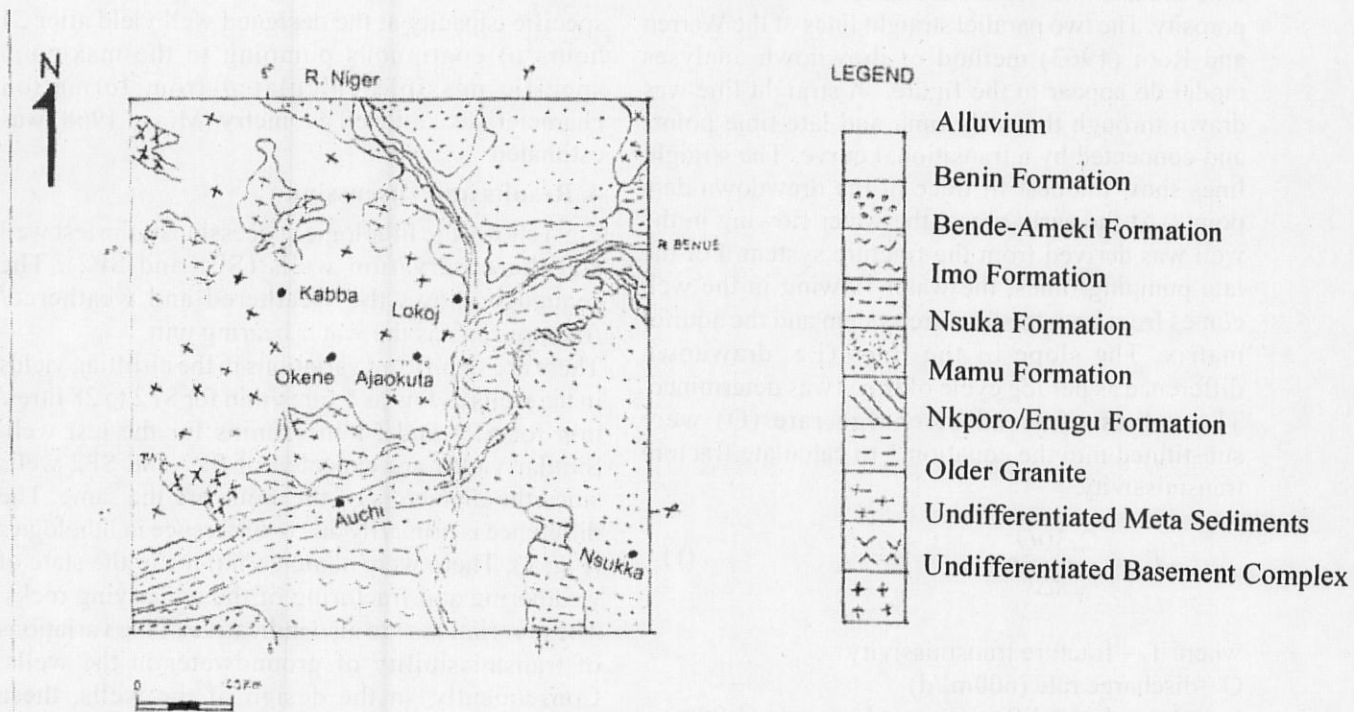 N
R. Niger
R. BENUE
Kabba
Lokoj
Okene Ajaokuta
Auchi
Nsukka
0
LEGEND
Alluvium
Benin Formation
Bende-Ameki Formation
Imo Formation
Nsuka Formation
Mamu Formation
Nkporo/Enugu Formation
Older Granite
Undifferentiated Meta Sediments
Undifferentiated Basement Complex